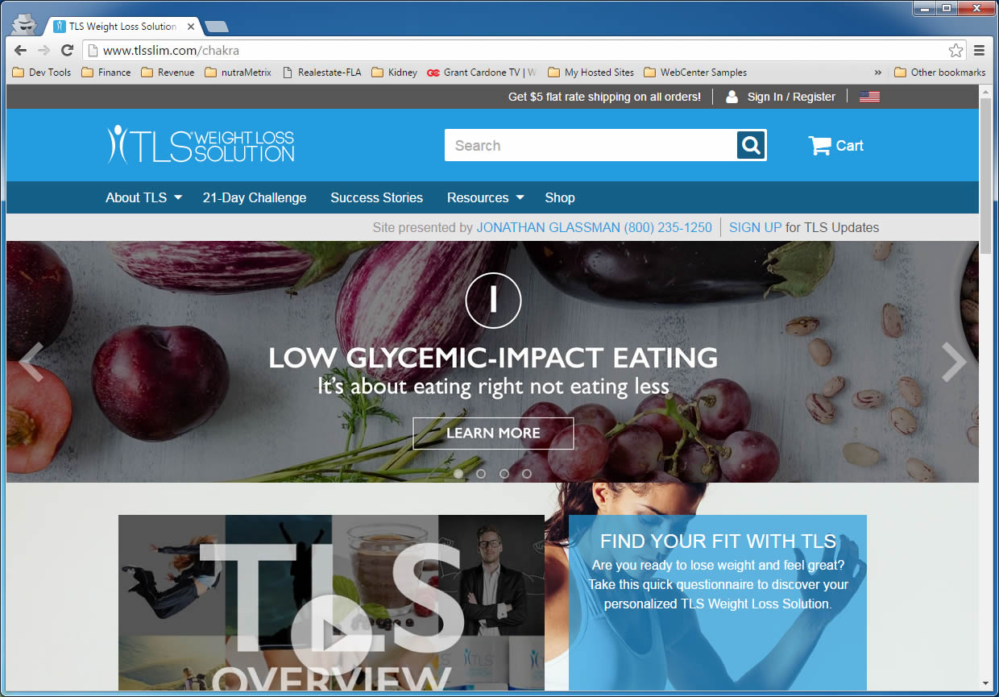 TLS Weight Loss Solution
www.tlsslim.com/chakra
Dev Tools Finance Revenue nutraMetrix Realestate-FLA Kidney Grant Cardone TV | W My Hosted Sites WebCenter Samples » Other bookmarks
Get $5 flat rate shipping on all orders! Sign In / Register
TLS® WEIGHT LOSS
SOLUTION
Search
Cart
About TLS 21-Day Challenge Success Stories Resources Shop
Site presented by JONATHAN GLASSMAN (800) 235-1250 SIGN UP for TLS Updates
I
LOW GLYCEMIC-IMPACT EATING
It's about eating right not eating less
LEARN MORE
TLS
OVERVIEW
TLS
FIND YOUR FIT WITH TLS
Are you ready to lose weight and feel great?
Take this quick questionnaire to discover your
personalized TLS Weight Loss Solution.